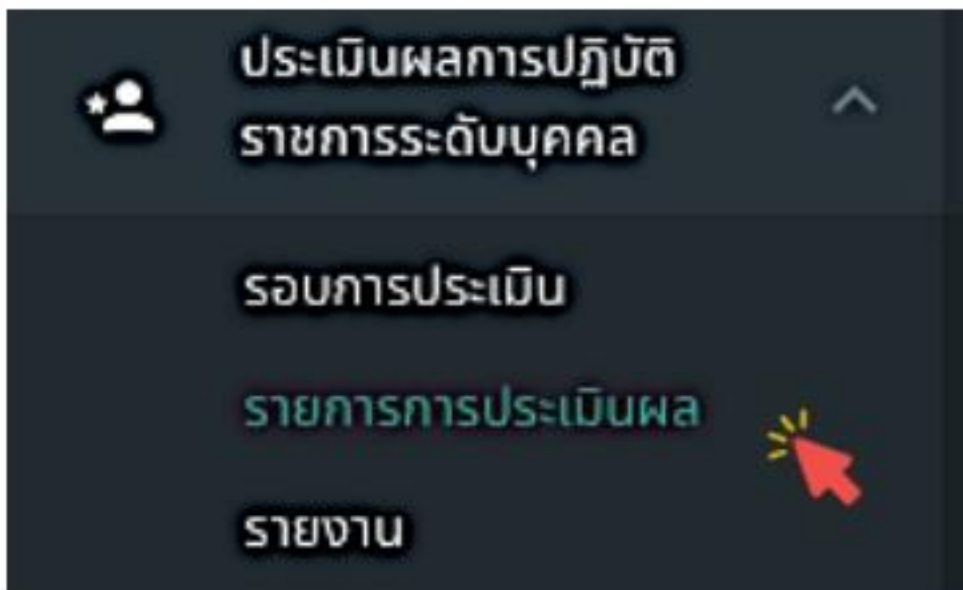 ประเมินผลการปฏิบัติ
ราชการระดับบุคคล
รอบการประเมิน
รายการการประเมินผล
รายงาน